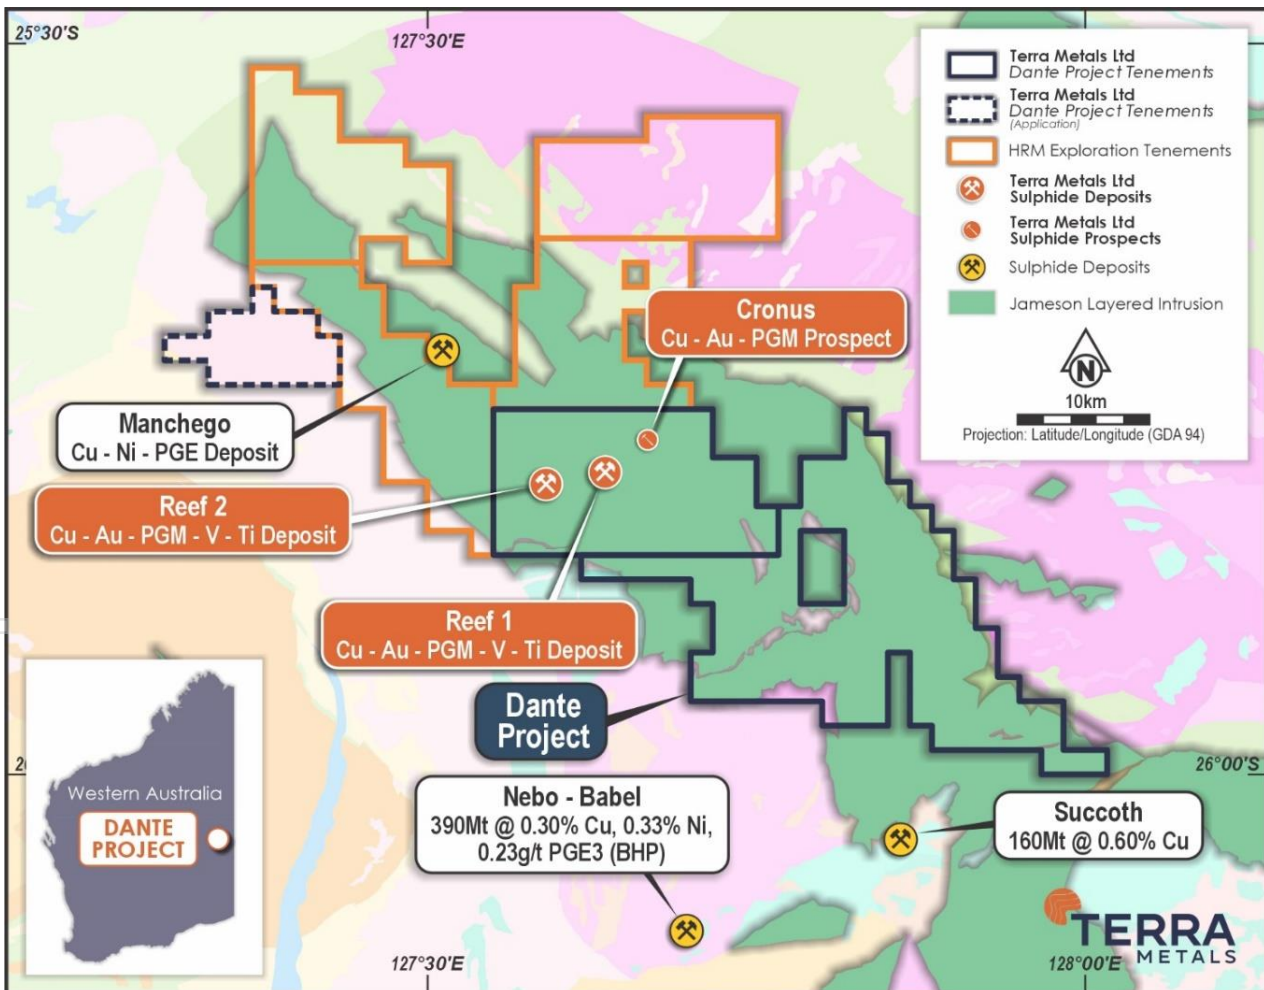 25°30'S
127°30'E
Terra Metals Ltd
Dante Project Tenements
Terra Metals Ltd
Dante Project Tenements
(Application)
HRM Exploration Tenements
Terra Metals Ltd
Sulphide Deposits
Terra Metals Ltd
Sulphide Prospects
Sulphide Deposits
Jameson Layered Intrusion
N
10km
Projection: Latitude/Longitude (GDA 94)
Cronus
Cu - Au - PGM Prospect
Manchego
Cu - Ni - PGE Deposit
Reef 2
Cu - Au - PGM - V - Ti Deposit
Reef 1
Cu - Au - PGM - V - Ti Deposit
Dante
Project
Nebo - Babel
390Mt @ 0.30% Cu, 0.33% Ni,
0.23g/t PGE3 (BHP)
Succoth
160Mt @ 0.60% Cu
26°00'S
Western Australia
DANTE
PROJECT
TERRA
METALS
127°30'E
128°00'E